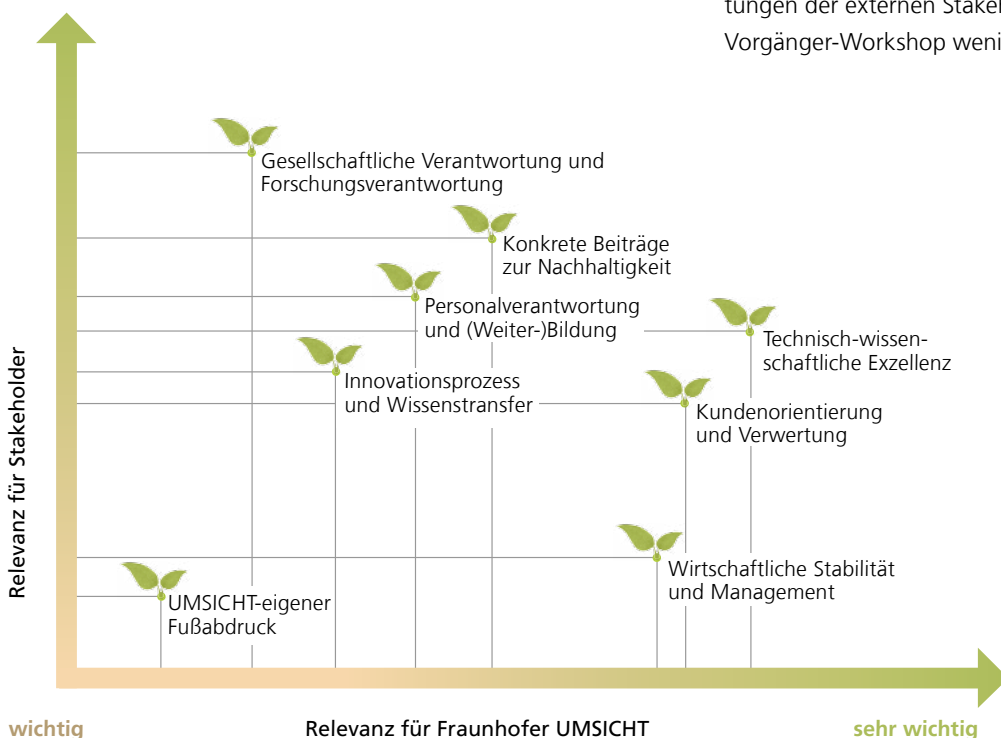 tungen der externen Stakel
Vorgänger-Workshop weni
Gesellschaftliche Verantwortung und
Forschungsverantwortung
Konkrete Beiträge
zur Nachhaltigkeit
Personalverantwortung
und (Weiter-)Bildung
Technisch-wissen-
schaftliche Exzellenz
Innovationsprozess
und Wissenstransfer
Kundenorientierung
und Verwertung
Wirtschaftliche Stabilität
und Management
UMSICHT-eigener
Fußabdruck
Relevanz für Stakeholder
wichtig
Relevanz für Fraunhofer UMSICHT
sehr wichtig